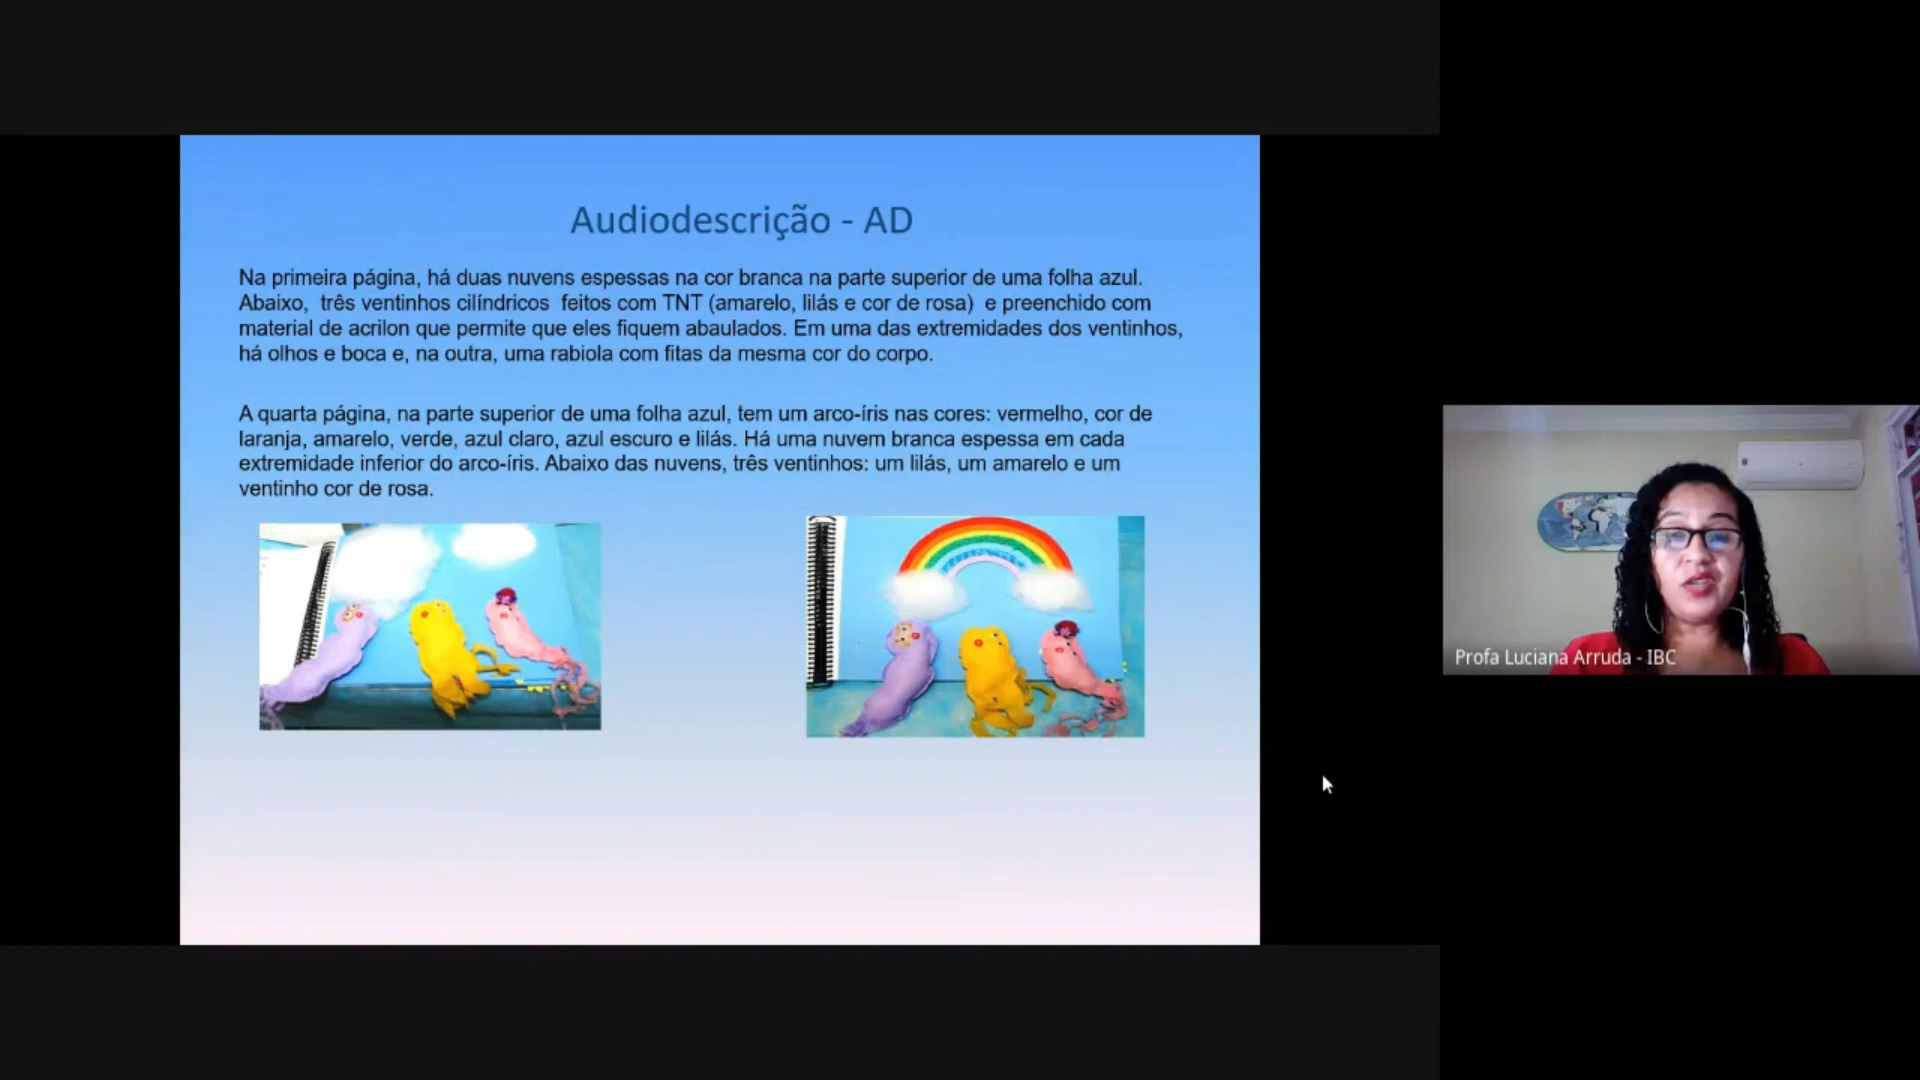 Audiodescrição - AD
Na primeira página, há duas nuvens espessas na cor branca na parte superior de uma folha azul.
Abaixo, três ventinhos cilíndricos feitos com TNT (amarelo, lilás e cor de rosa) e preenchido com
material de acrilon que permite que eles fiquem abaulados. Em uma das extremidades dos ventinhos,
há olhos e boca e, na outra, uma rabiola com fitas da mesma cor do corpo.
A quarta página, na parte superior de uma folha azul, tem um arco-íris nas cores: vermelho, cor de
laranja, amarelo, verde, azul claro, azul escuro e lilás. Há uma nuvem branca espessa em cada
extremidade inferior do arco-íris. Abaixo das nuvens, três ventinhos: um lilás, um amarelo e um
ventinho cor de rosa.
Profa Luciana Arruda - IBC